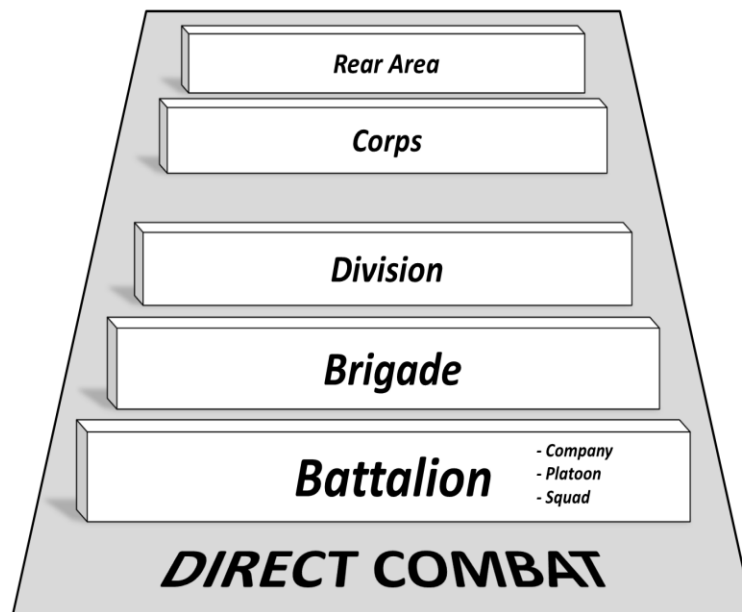 Rear Area
Corps
Division
Brigade
Battalion
- Company
- Platoon
- Squad
DIRECT COMBAT